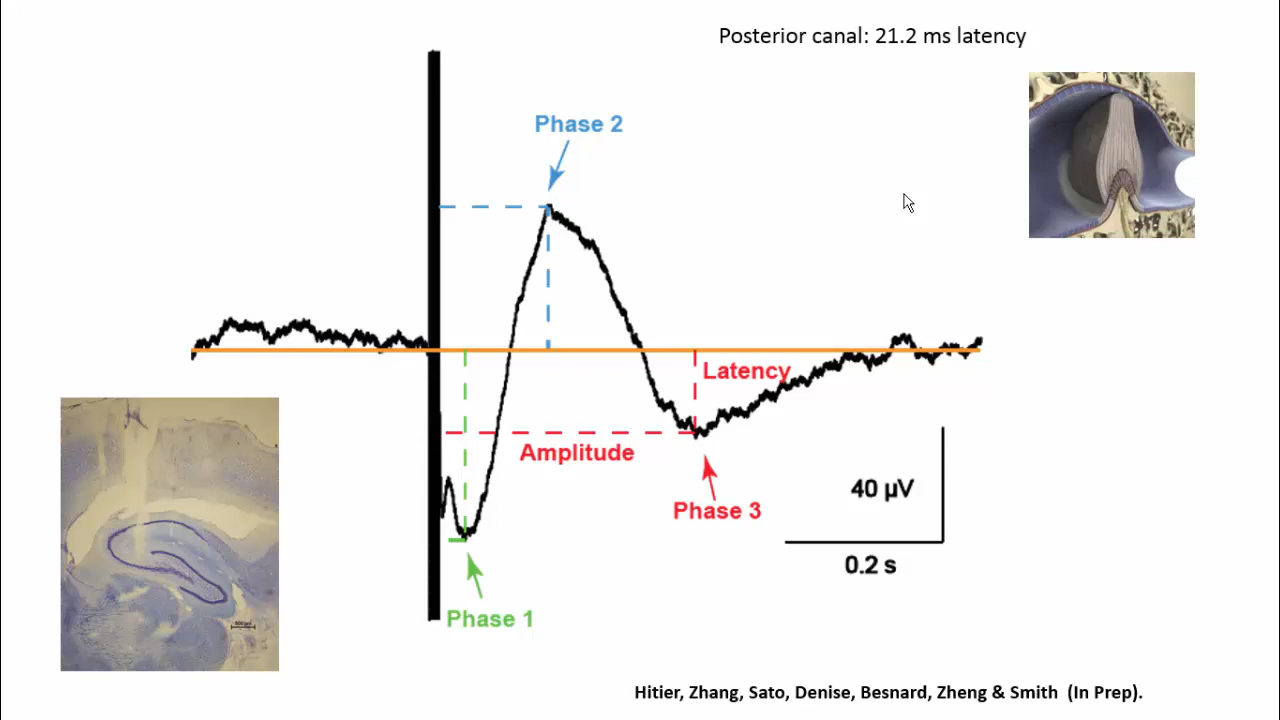 Posterior canal: 21.2 ms latency
Phase 2
Latency
Amplitude
Phase 3
40 µV
0.2 s
Phase 1
Hitier, Zhang, Sato, Denise, Besnard, Zheng & Smith (In Prep).